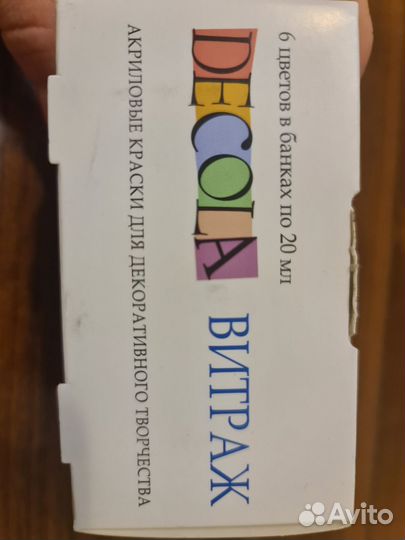 6 цветов в банках по 20 мл
DECOLA ВИТРАЖ
АКРИЛОВЫЕ КРАСКИ ДЛЯ ДЕКОРАТИВНОГО ТВОРЧЕСТВА
Avito